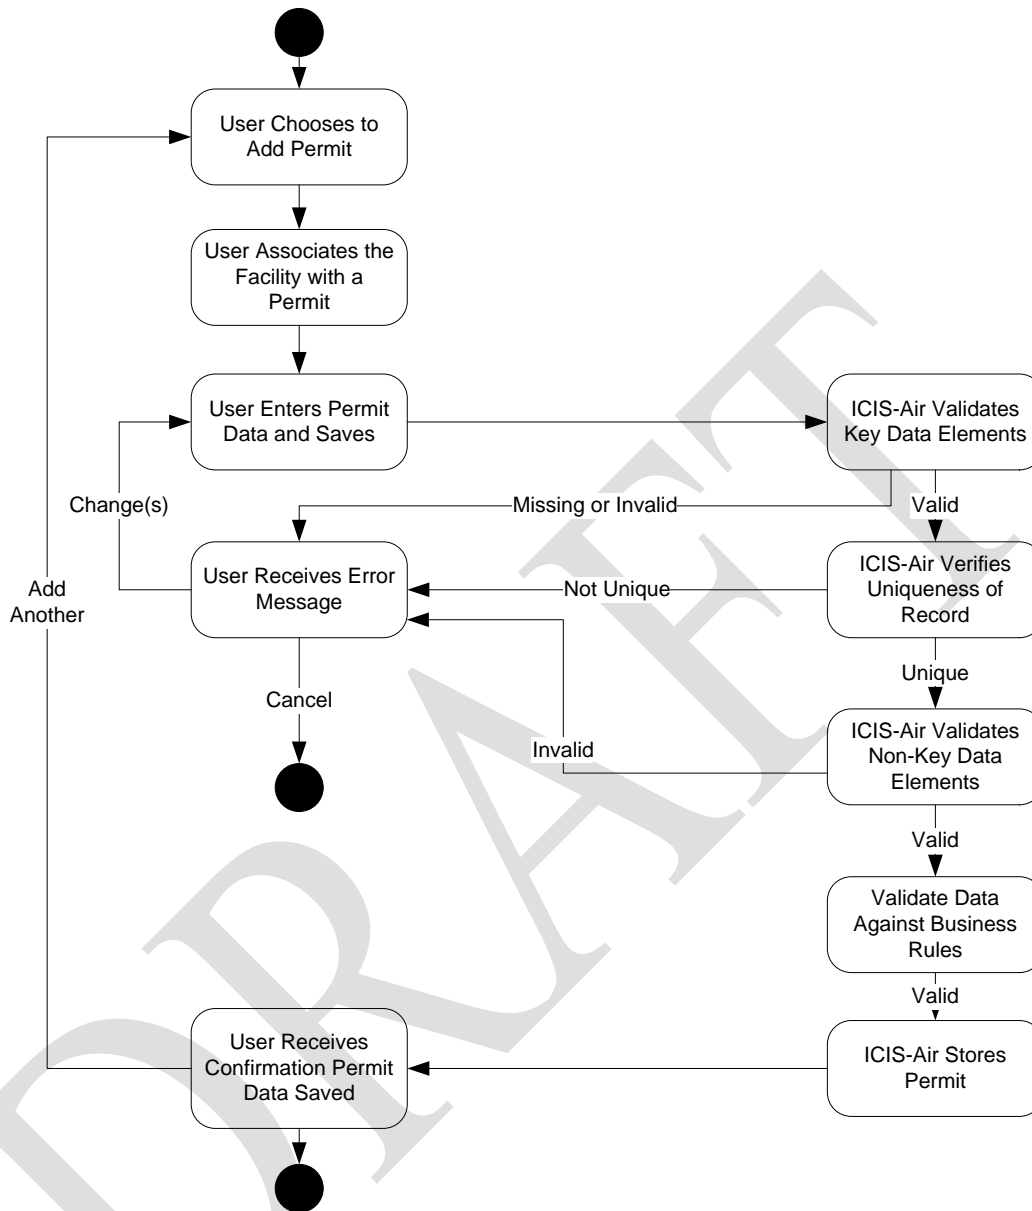 User Chooses to
Add Permit
User Associates the
Facility with a
Permit
User Enters Permit
Data and Saves
ICIS-Air Validates
Key Data Elements
Change(s)
Missing or Invalid
Valid
User Receives Error
Message
Not Unique
ICIS-Air Verifies
Uniqueness of
Record
Add
Another
Unique
Cancel
Invalid
ICIS-Air Validates
Non-Key Data
Elements
Valid
Validate Data
Against Business
Rules
Valid
User Receives
Confirmation Permit
Data Saved
ICIS-Air Stores
Permit
DRAFT